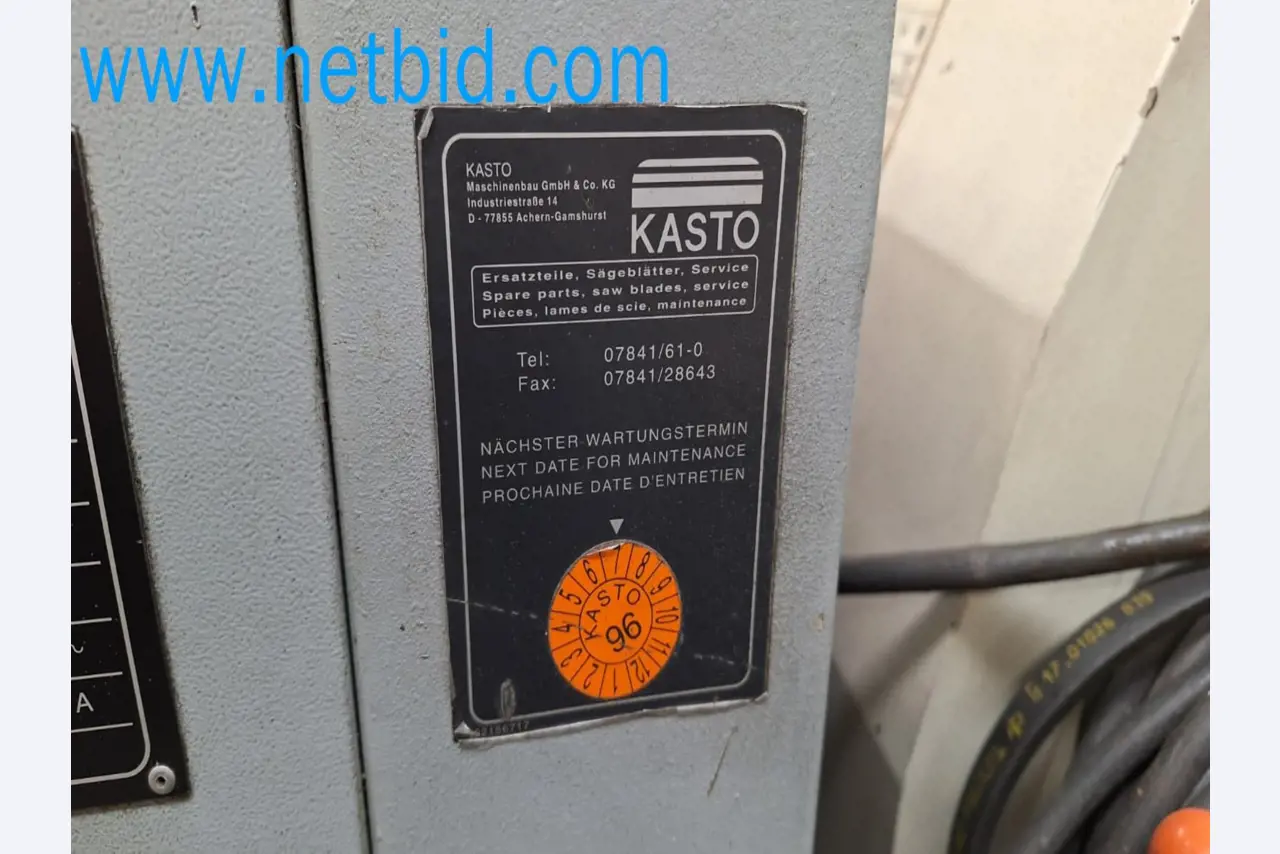 www.netbid.com
KASTO
Maschinenbau GmbH & Co. KG
Industriestraße 14
D - 77855 Achern-Gamshurst
KASTO
Ersatzteile, Sägeblätter, Service
Spare parts, saw blades, service
Pièces, lames de scie, maintenance
Tel: 07841/61-0
Fax: 07841/28643
NÄCHSTER WARTUNGSTERMIN
NEXT DATE FOR MAINTENANCE
PROCHAINE DATE D'ENTRETIEN
1 2 3 4 5 6 7 8 9 10 11 12
KASTO
96
A